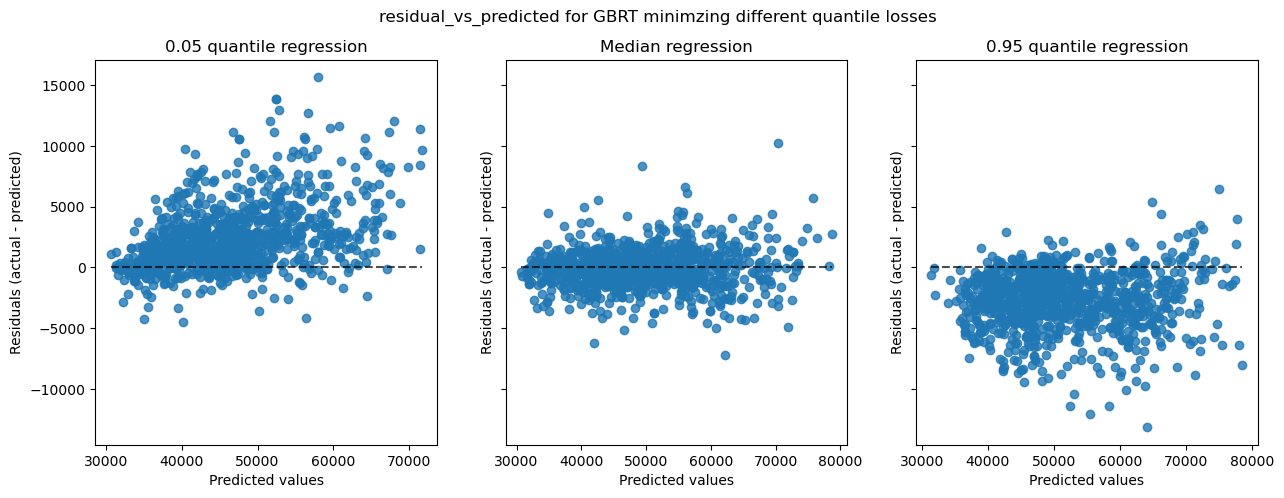 residual_vs_predicted for GBRT minimzing different quantile losses
0.05 quantile regression
Median regression
0.95 quantile regression
15000
10000
5000
0
−5000
−10000
Residuals (actual - predicted)
Residuals (actual - predicted)
Residuals (actual - predicted)
30000 40000 50000 60000 70000
30000 40000 50000 60000 70000 80000
30000 40000 50000 60000 70000 80000
Predicted values
Predicted values
Predicted values